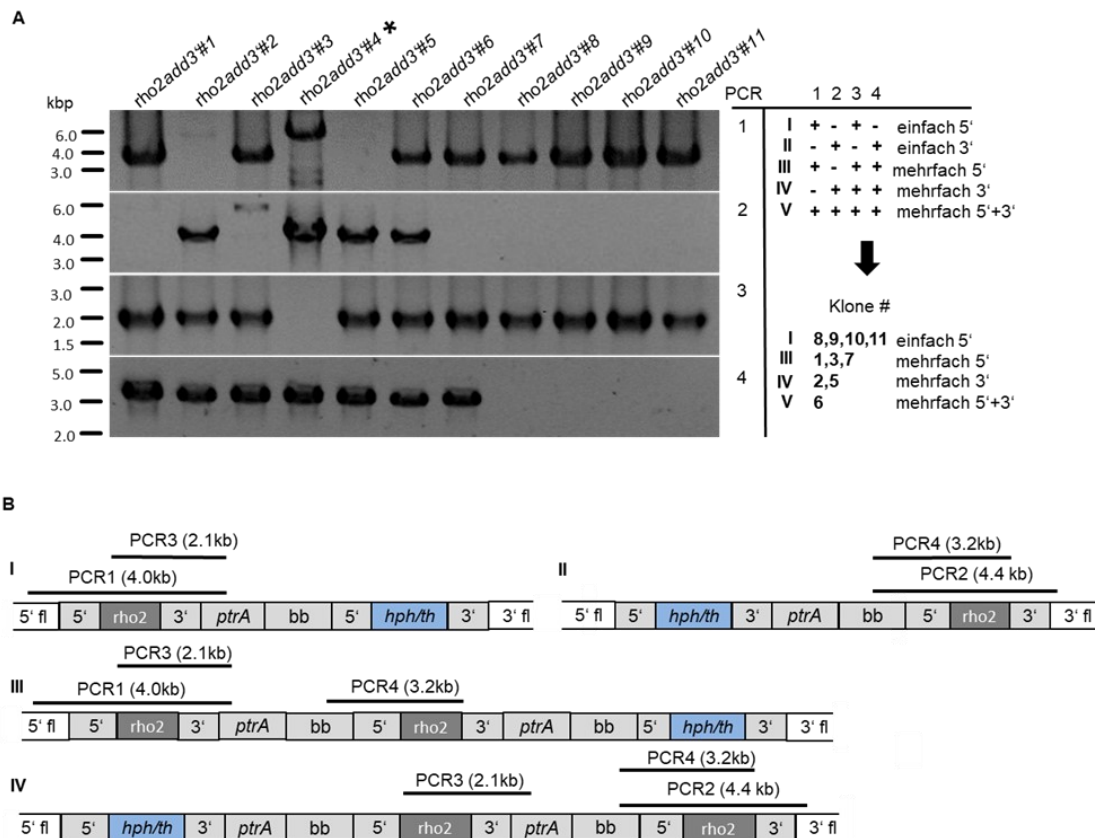 A
rho2add3'#1 rho2add3'#2 rho2add3'#3 rho2add3'#4 * rho2add3'#5 rho2add3'#6 rho2add3'#7 rho2add3'#8 rho2add3'#9 rho2add3'#10 rho2add3'#11
kbp
6.0
4.0
3.0
6.0
4.0
3.0
3.0
2.0
1.5
5.0
3.0
2.0
PCR 1 2 3 4
1
I + - + - einfach 5‘
II - + - + einfach 3‘
III + - + + mehrfach 5‘
IV - + + + mehrfach 3‘
2
V + + + + mehrfach 5‘+3‘
3
Klone #
I 8,9,10,11 einfach 5‘
III 1,3,7 mehrfach 5‘
4
IV 2,5 mehrfach 3‘
V 6 mehrfach 5‘+3‘
B
I
PCR3 (2.1kb)
PCR1 (4.0kb)
5‘ fl 5‘ rho2 3‘ ptrA bb 5‘ hph/th 3‘ 3‘ fl
II
PCR4 (3.2kb)
PCR2 (4.4 kb)
5‘ fl 5‘ hph/th 3‘ ptrA bb 5‘ rho2 3‘ 3‘ fl
III
PCR3 (2.1kb)
PCR1 (4.0kb) PCR4 (3.2kb)
5‘ fl 5‘ rho2 3‘ ptrA bb 5‘ rho2 3‘ ptrA bb 5‘ hph/th 3‘ 3‘ fl
IV
PCR4 (3.2kb)
PCR3 (2.1kb) PCR2 (4.4 kb)
5‘ fl 5‘ hph/th 3‘ ptrA bb 5‘ rho2 3‘ ptrA bb 5‘ rho2 3‘ 3‘ fl